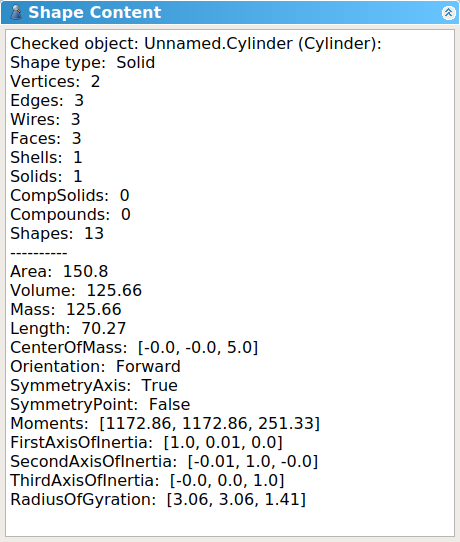 Shape Content
Checked object: Unnamed.Cylinder (Cylinder):
Shape type:  Solid
Vertices:  2
Edges:  3
Wires:  3
Faces:  3
Shells:  1
Solids:  1
CompSolids:  0
Compounds:  0
Shapes:  13
----------
Area:  150.8
Volume:  125.66
Mass:  125.66
Length:  70.27
CenterOfMass:  [-0.0, -0.0, 5.0]
Orientation:  Forward
SymmetryAxis:  True
SymmetryPoint:  False
Moments:  [1172.86, 1172.86, 251.33]
FirstAxisOfInertia:  [1.0, 0.01, 0.0]
SecondAxisOfInertia:  [-0.01, 1.0, -0.0]
ThirdAxisOfInertia:  [-0.0, 0.0, 1.0]
RadiusOfGyration:  [3.06, 3.06, 1.41]